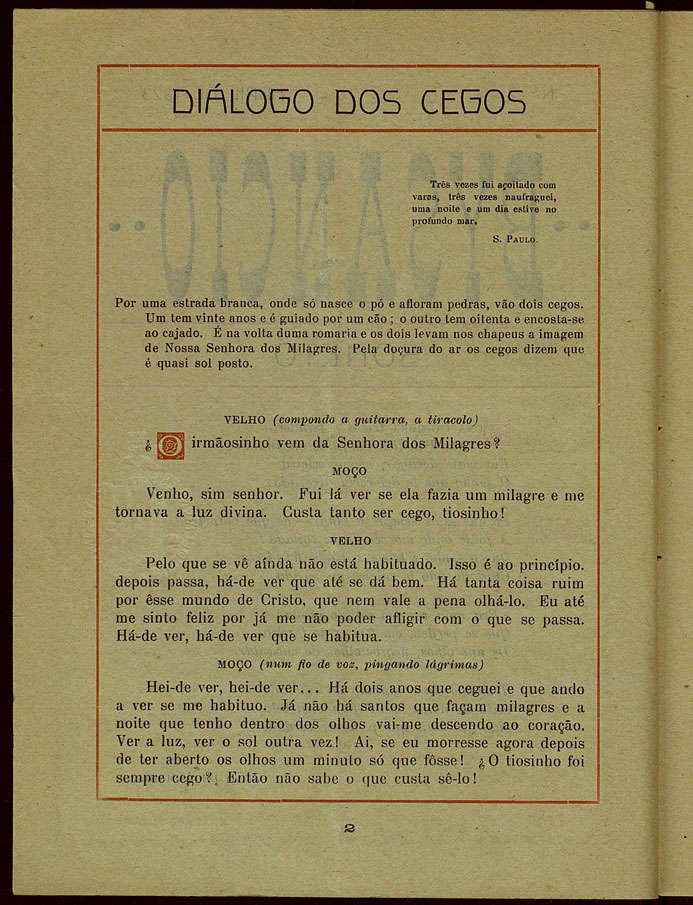 DIÁLOGO DOS CEGOS
Três vezes fui açoitado com
varas, três vezes naufraguei,
uma noite e um dia estive no
profundo mar.
S. PAULO.
Por uma estrada branca, onde só nasce o pó e afloram pedras, vão dois cegos.
Um tem vinte anos e é guiado por um cão ; o outro tem oitenta e encosta-se
ao cajado. É na volta duma romaria e os dois levam nos chapeus a imagem
de Nossa Senhora dos Milagres. Pela doçura do ar os cegos dizem que
é quasi sol posto.
VELHO (compondo a guitarra, a tiracolo)
¿ O irmãosinho vem da Senhora dos Milagres?
MOÇO
Venho, sim senhor. Fui lá ver se ela fazia um milagre e me
tornava a luz divina. Custa tanto ser cego, tiosinho!
VELHO
Pelo que se vê aínda não está habituado. Isso é ao princípio.
depois passa, há-de ver que até se dá bem. Há tanta coisa ruim
por êsse mundo de Cristo, que nem vale a pena olhá-lo. Eu até
me sinto feliz por já me não poder afligir com o que se passa.
Há-de ver, há-de ver que se habitua.
MOÇO (num fio de voz, pingando lágrimas)
Hei-de ver, hei-de ver... Há dois anos que ceguei e que ando
a ver se me habituo. Já não há santos que façam milagres e a
noite que tenho dentro dos olhos vai-me descendo ao coração.
Ver a luz, ver o sol outra vez! Ai, se eu morresse agora depois
de ter aberto os olhos um minuto só que fôsse! ¿O tiosinho foi
sempre cego? Então não sabe o que custa sê-lo!
2